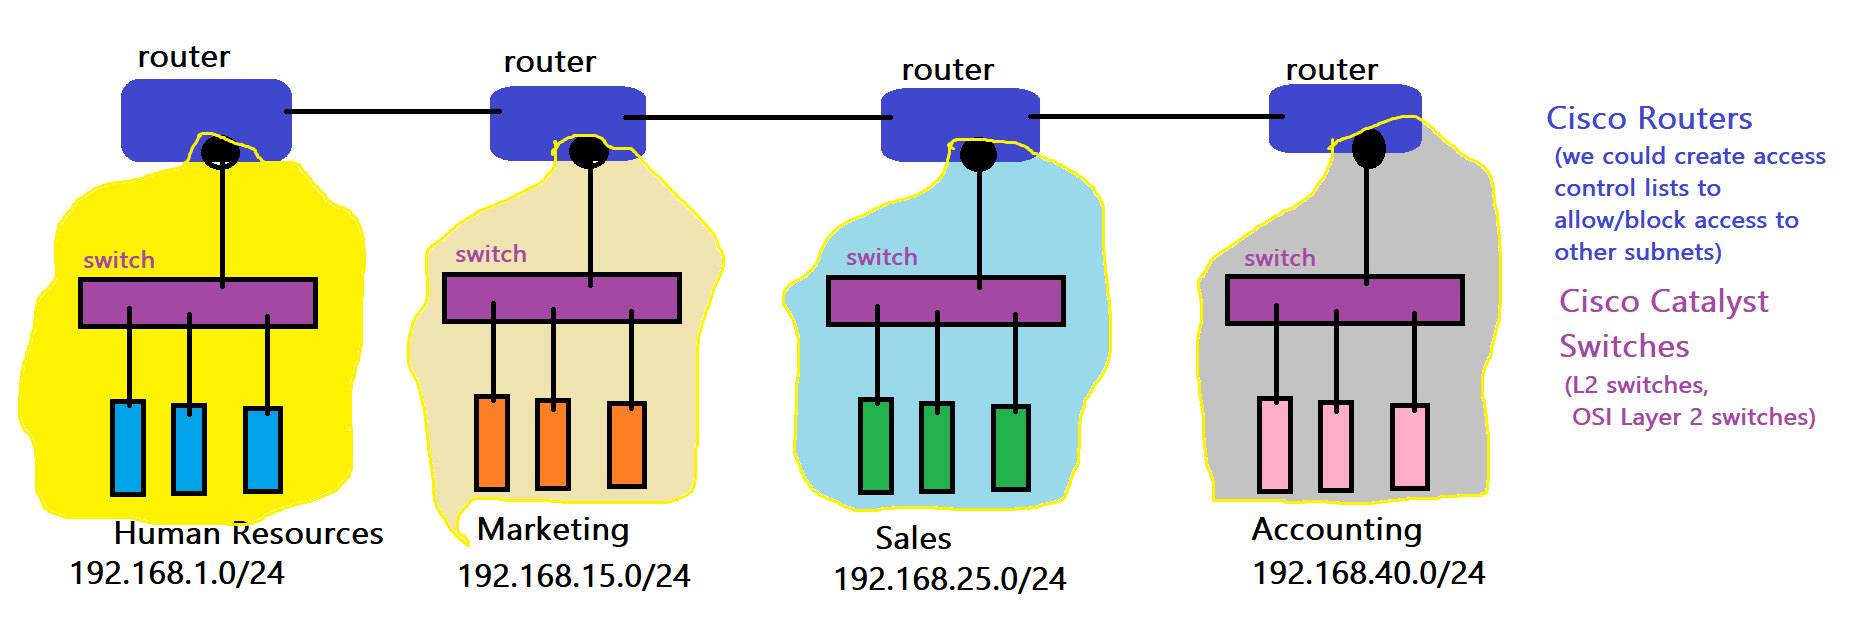 router
router
router
router
switch
switch
switch
switch
Human Resources
192.168.1.0/24
Marketing
192.168.15.0/24
Sales
192.168.25.0/24
Accounting
192.168.40.0/24
Cisco Routers
(we could create access
control lists to
allow/block access to
other subnets)
Cisco Catalyst
Switches
(L2 switches,
OSI Layer 2 switches)